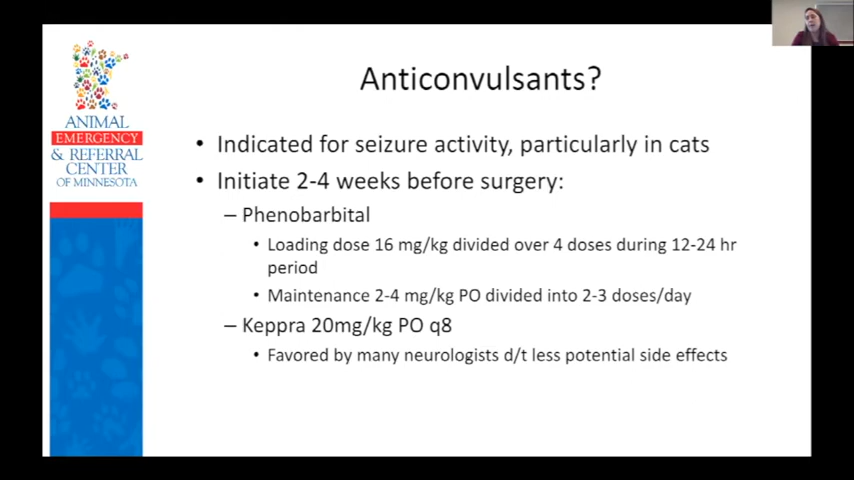 Anticonvulsants?
ANIMAL
EMERGENCY
& REFERRAL
CENTER
OF MINNESOTA
• Indicated for seizure activity, particularly in cats
• Initiate 2-4 weeks before surgery:
– Phenobarbital
• Loading dose 16 mg/kg divided over 4 doses during 12-24 hr
period
• Maintenance 2-4 mg/kg PO divided into 2-3 doses/day
– Keppra 20mg/kg PO q8
• Favored by many neurologists d/t less potential side effects